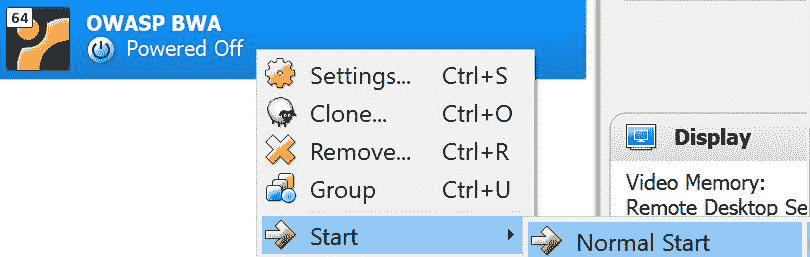 64
OWASP BWA
Powered Off
Settings... Ctrl+S
Clone... Ctrl+O
Remove... Ctrl+R
Group Ctrl+U
Display
Video Memory:
Remote Desktop Se
Start
Normal Start